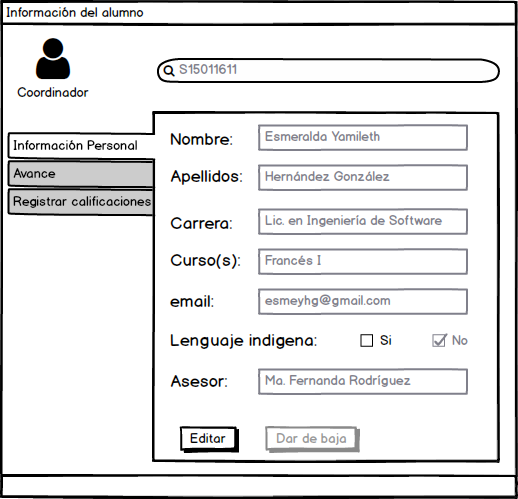 Información del alumno
S15011611
Coordinador
Información Personal
Avance
Registrar calificaciones
Nombre: Esmeralda Yamileth
Apellidos: Hernández González
Carrera: Lic. en Ingeniería de Software
Curso(s): Francés I
email: esmeyhg@gmail.com
Lenguaje indigena: Si No
Asesor: Ma. Fernanda Rodríguez
Editar Dar de baja